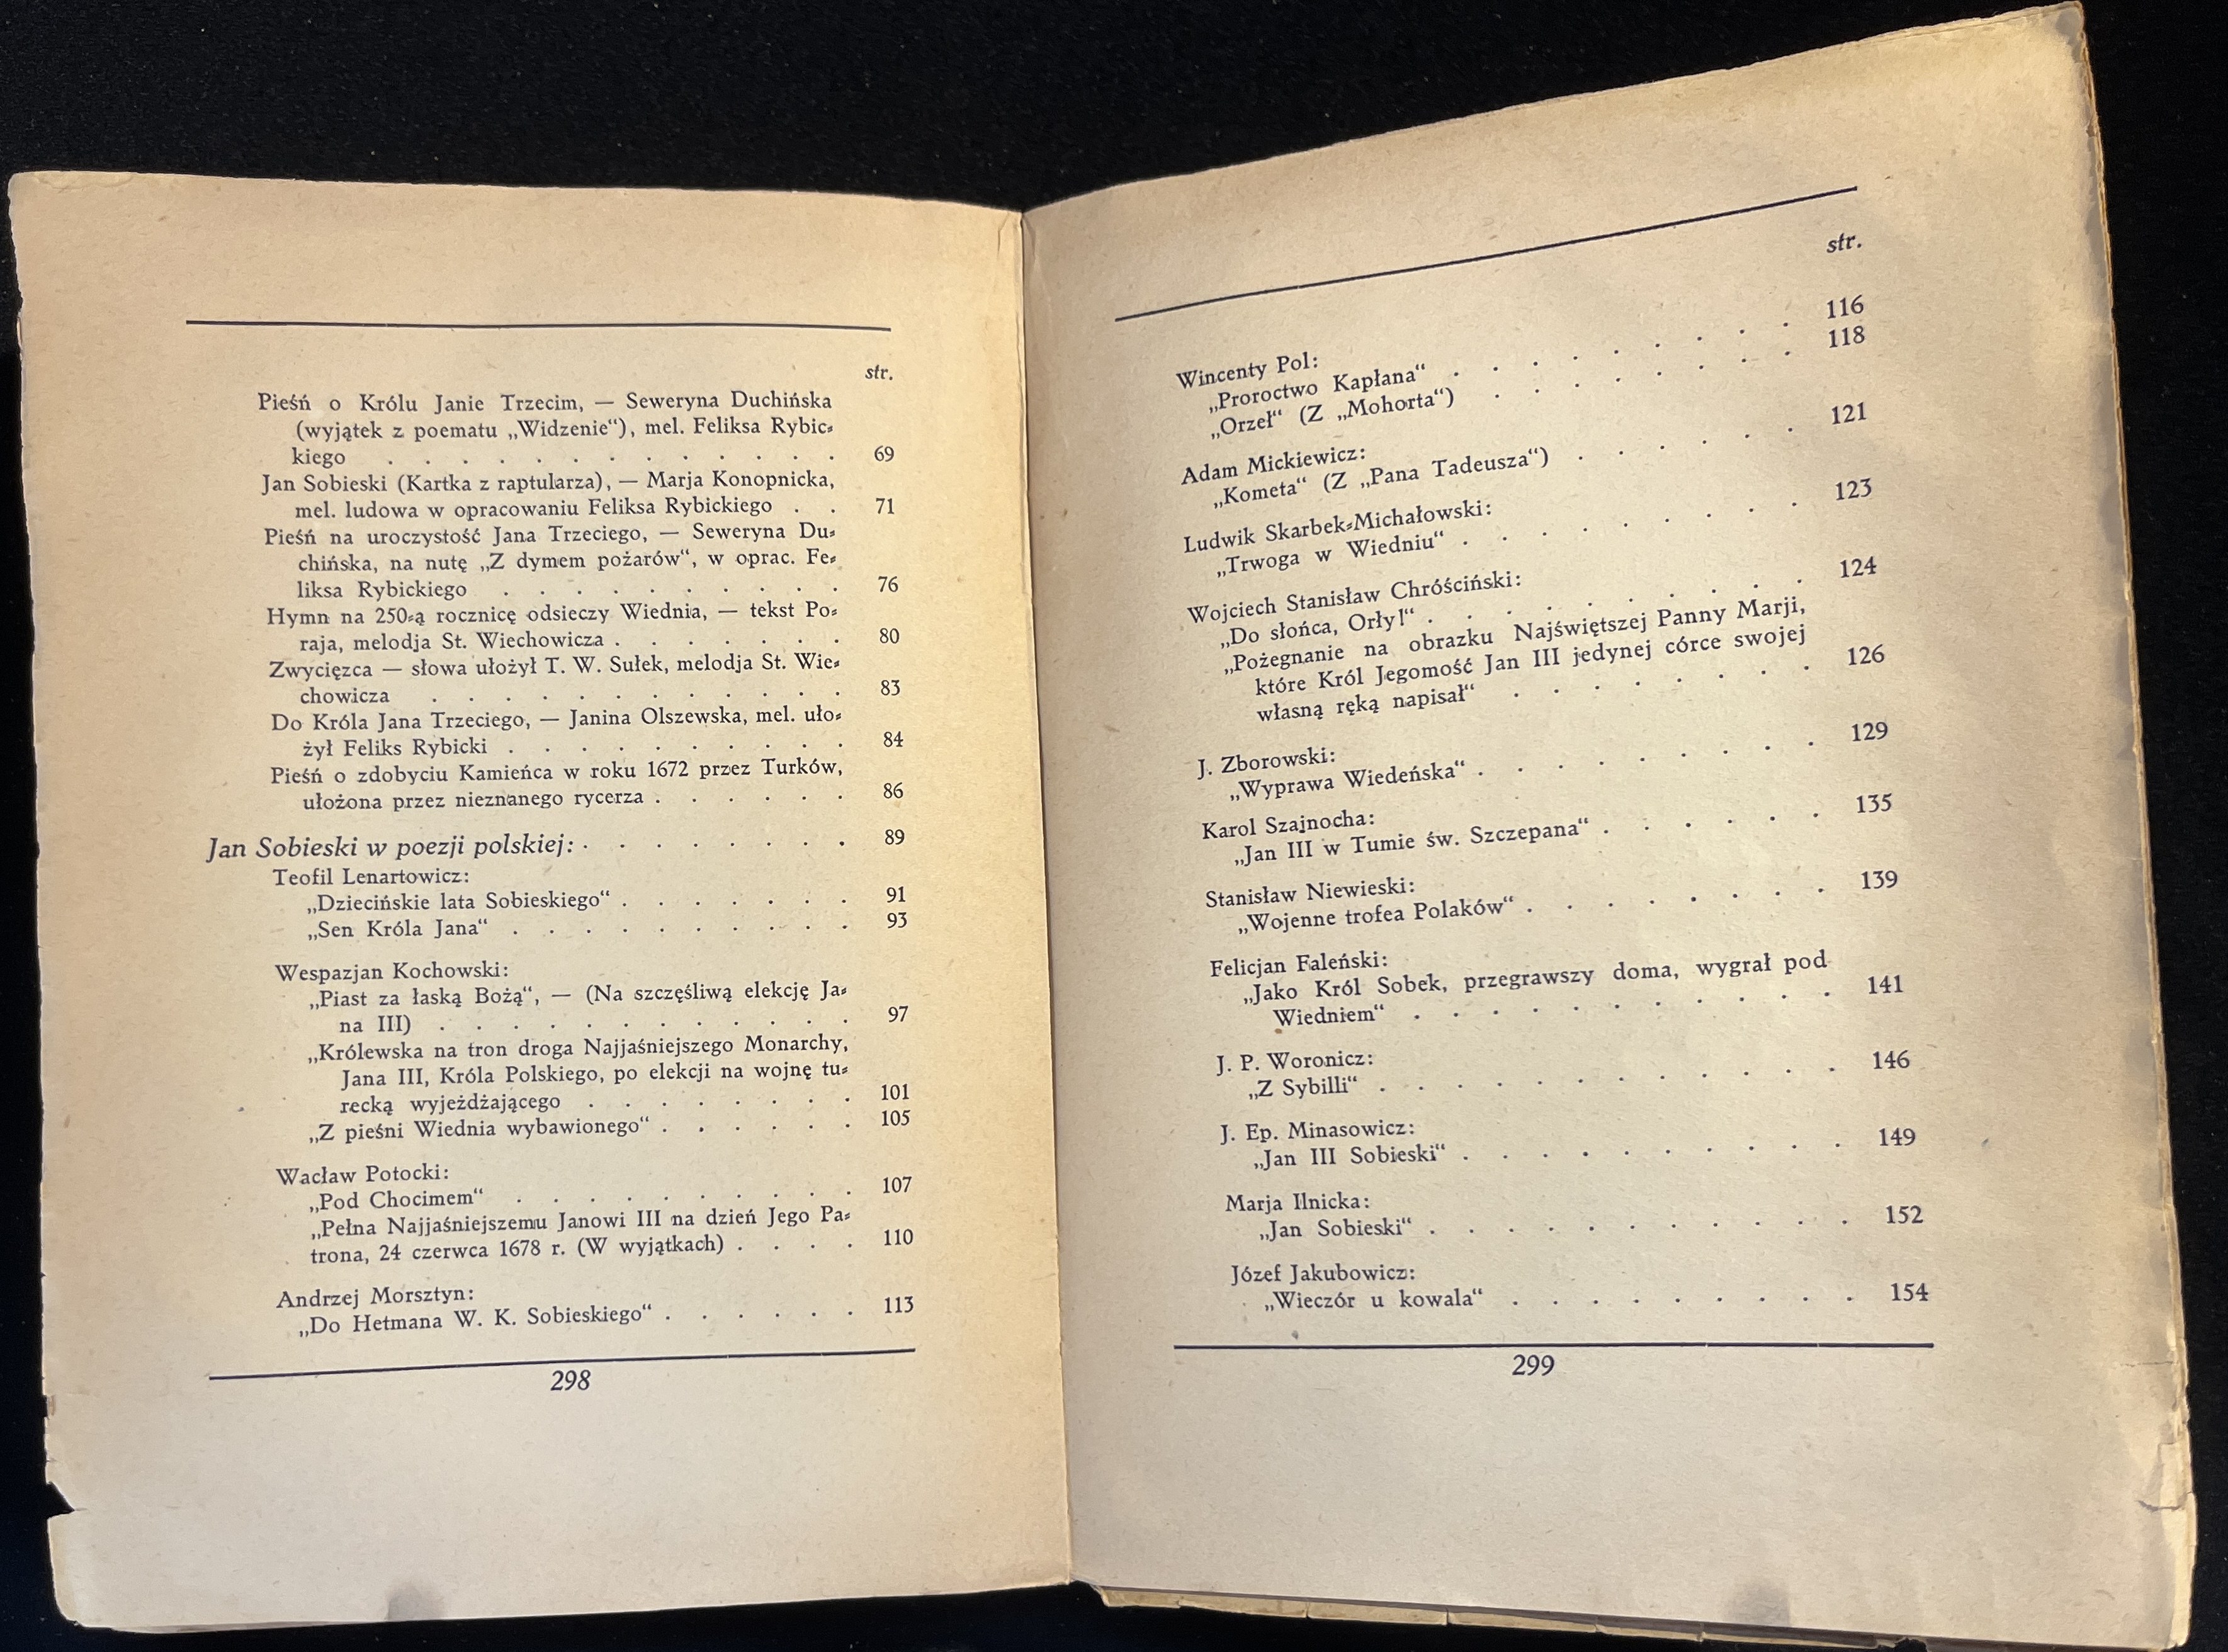 str.
Pieśń o Królu Janie Trzecim, — Seweryna Duchińska
(wyjątek z poematu „Widzenie“), mel. Feliksa Rybic-
kiego . . . . . . . . . . . . . 69
Jan Sobieski (Kartka z raptularza), — Marja Konopnicka,
mel. ludowa w opracowaniu Feliksa Rybickiego . . 71
Pieśń na uroczystość Jana Trzeciego, — Seweryna Du-
chińska, na nutę „Z dymem pożarów“, w oprac. Fe-
liksa Rybickiego . . . . . . . . . . 76
Hymn na 250-ą rocznicę odsieczy Wiednia, — tekst Po-
raja, melodja St. Wiechowicza . . . . . . . 80
Zwycięzca — słowa ułożył T. W. Sułek, melodja St. Wie-
chowicza . . . . . . . . . . . . 83
Do Króla Jana Trzeciego, — Janina Olszewska, mel. uło-
żył Feliks Rybicki . . . . . . . . . . 84
Pieśń o zdobyciu Kamieńca w roku 1672 przez Turków,
ułożona przez nieznanego rycerza . . . . . . 86
Jan Sobieski w poezji polskiej: . . . . . . . . 89
Teofil Lenartowicz:
„Dziecińskie lata Sobieskiego“ . . . . . . . 91
„Sen Króla Jana“ . . . . . . . . . . 93
Wespazjan Kochowski:
„Piast za łaską Bożą“, — (Na szczęśliwą elekcję Ja-
na III) . . . . . . . . . . . . 97
„Królewska na tron droga Najjaśniejszego Monarchy,
Jana III, Króla Polskiego, po elekcji na wojnę tu-
recką wyjeżdżającego . . . . . . . . 101
„Z pieśni Wiednia wybawionego“ . . . . . . 105
Wacław Potocki:
„Pod Chocimem“ . . . . . . . . . . 107
„Pełna Najjaśniejszemu Janowi III na dzień Jego Pa-
trona, 24 czerwca 1678 r. (W wyjątkach) . . . . 110
Andrzej Morsztyn:
„Do Hetmana W. K. Sobieskiego“ . . . . . . 113
298
str.
Wincenty Pol:
„Proroctwo Kapłana“ . . . . . . . . . 116
„Orzeł“ (Z „Mohorta“) . . . . . . . . 118
Adam Mickiewicz:
„Kometa“ (Z „Pana Tadeusza“) . . . . . . 121
Ludwik Skarbek-Michałowski:
„Trwoga w Wiedniu“ . . . . . . . . . 123
Wojciech Stanisław Chróściński:
„Do słońca, Orły!“ . . . . . . . . . . 124
„Pożegnanie na obrazku Najświętszej Panny Marji,
które Król Jegomość Jan III jedynej córce swojej
własną ręką napisał“ . . . . . . . . 126
J. Zborowski:
„Wyprawa Wiedeńska“ . . . . . . . . . 129
Karol Szajnocha:
„Jan III w Tumie św. Szczepana“ . . . . . . 135
Stanisław Niewieski:
„Wojenne trofea Polaków“ . . . . . . . . 139
Felicjan Faleński:
„Jako Król Sobek, przegrawszy doma, wygrał pod
Wiedniem“ . . . . . . . . . . . 141
J. P. Woronicz:
„Z Sybilli“ . . . . . . . . . . . . 146
J. Ep. Minasowicz:
„Jan III Sobieski“ . . . . . . . . . . 149
Marja Ilnicka:
„Jan Sobieski“ . . . . . . . . . . . 152
Józef Jakubowicz:
„Wieczór u kowala“ . . . . . . . . . 154
299